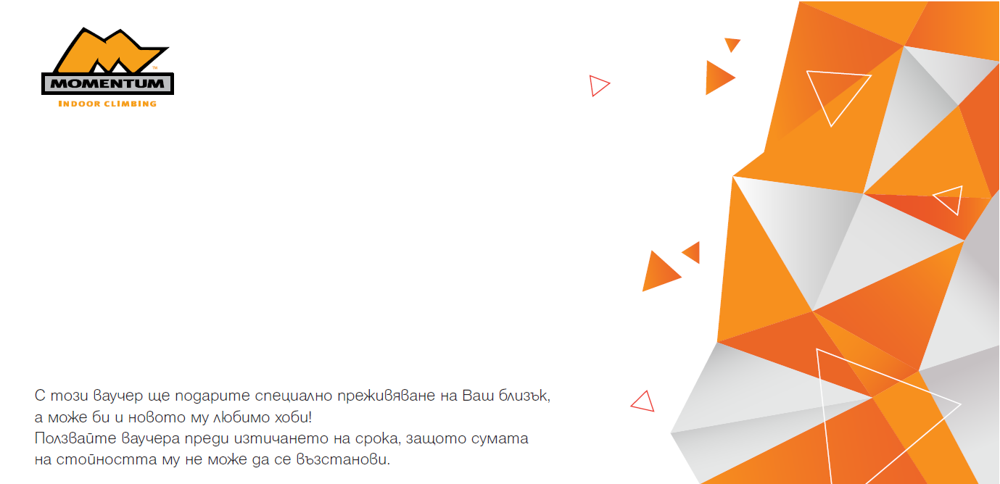 TM
MOMENTUM
INDOOR CLIMBING
С този ваучер ще подарите специално преживяване на Ваш близък,
а може би и новото му любимо хоби!
Ползвайте ваучера преди изтичането на срока, защото сумата
на стойността му не може да се възстанови.